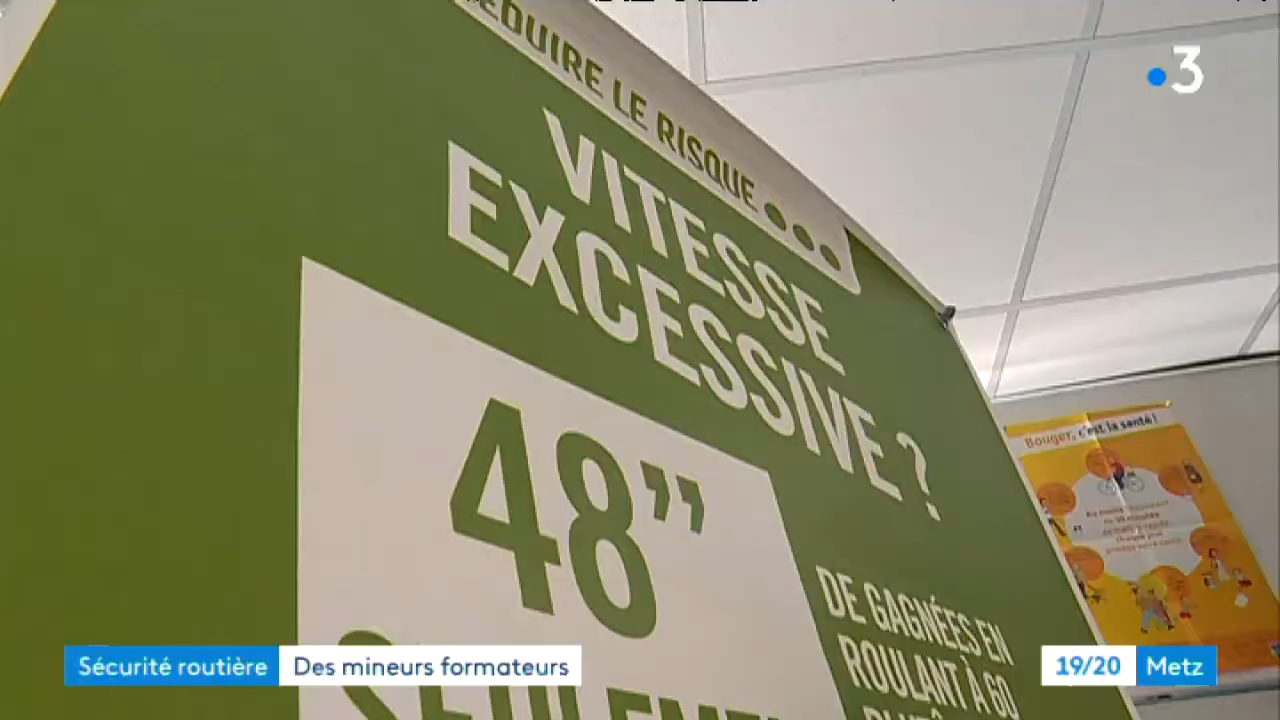 3
RÉDUIRE LE RISQUE...
VITESSE
EXCESSIVE ?
48”
DE GAGNÉES EN
ROULANT À 60
Bouger, c'est la santé !
Sécurité routière Des mineurs formateurs
19/20 Metz